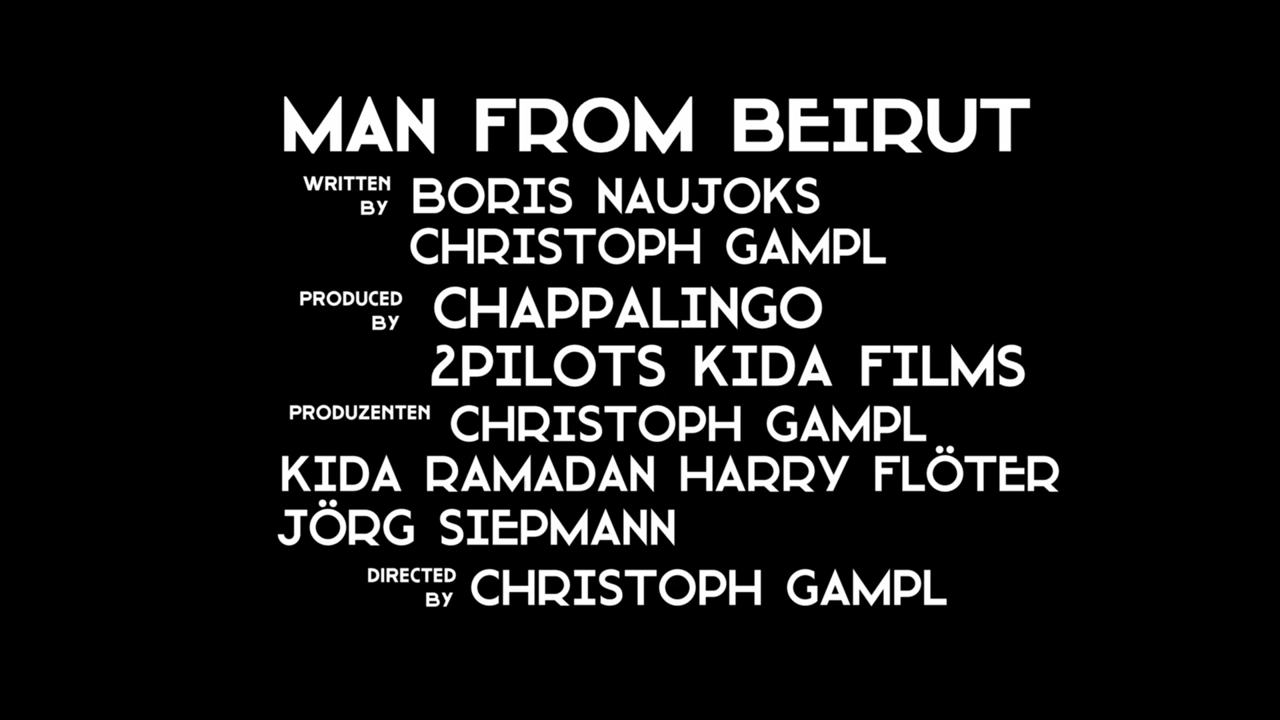 MAN FROM BEIRUT
WRITTEN BY BORIS NAUJOKS
CHRISTOPH GAMPL
PRODUCED BY CHAPPALINGO
2PILOTS KIDA FILMS
PRODUZENTEN CHRISTOPH GAMPL
KIDA RAMADAN HARRY FLÖTER
JÖRG SIEPMANN
DIRECTED BY CHRISTOPH GAMPL